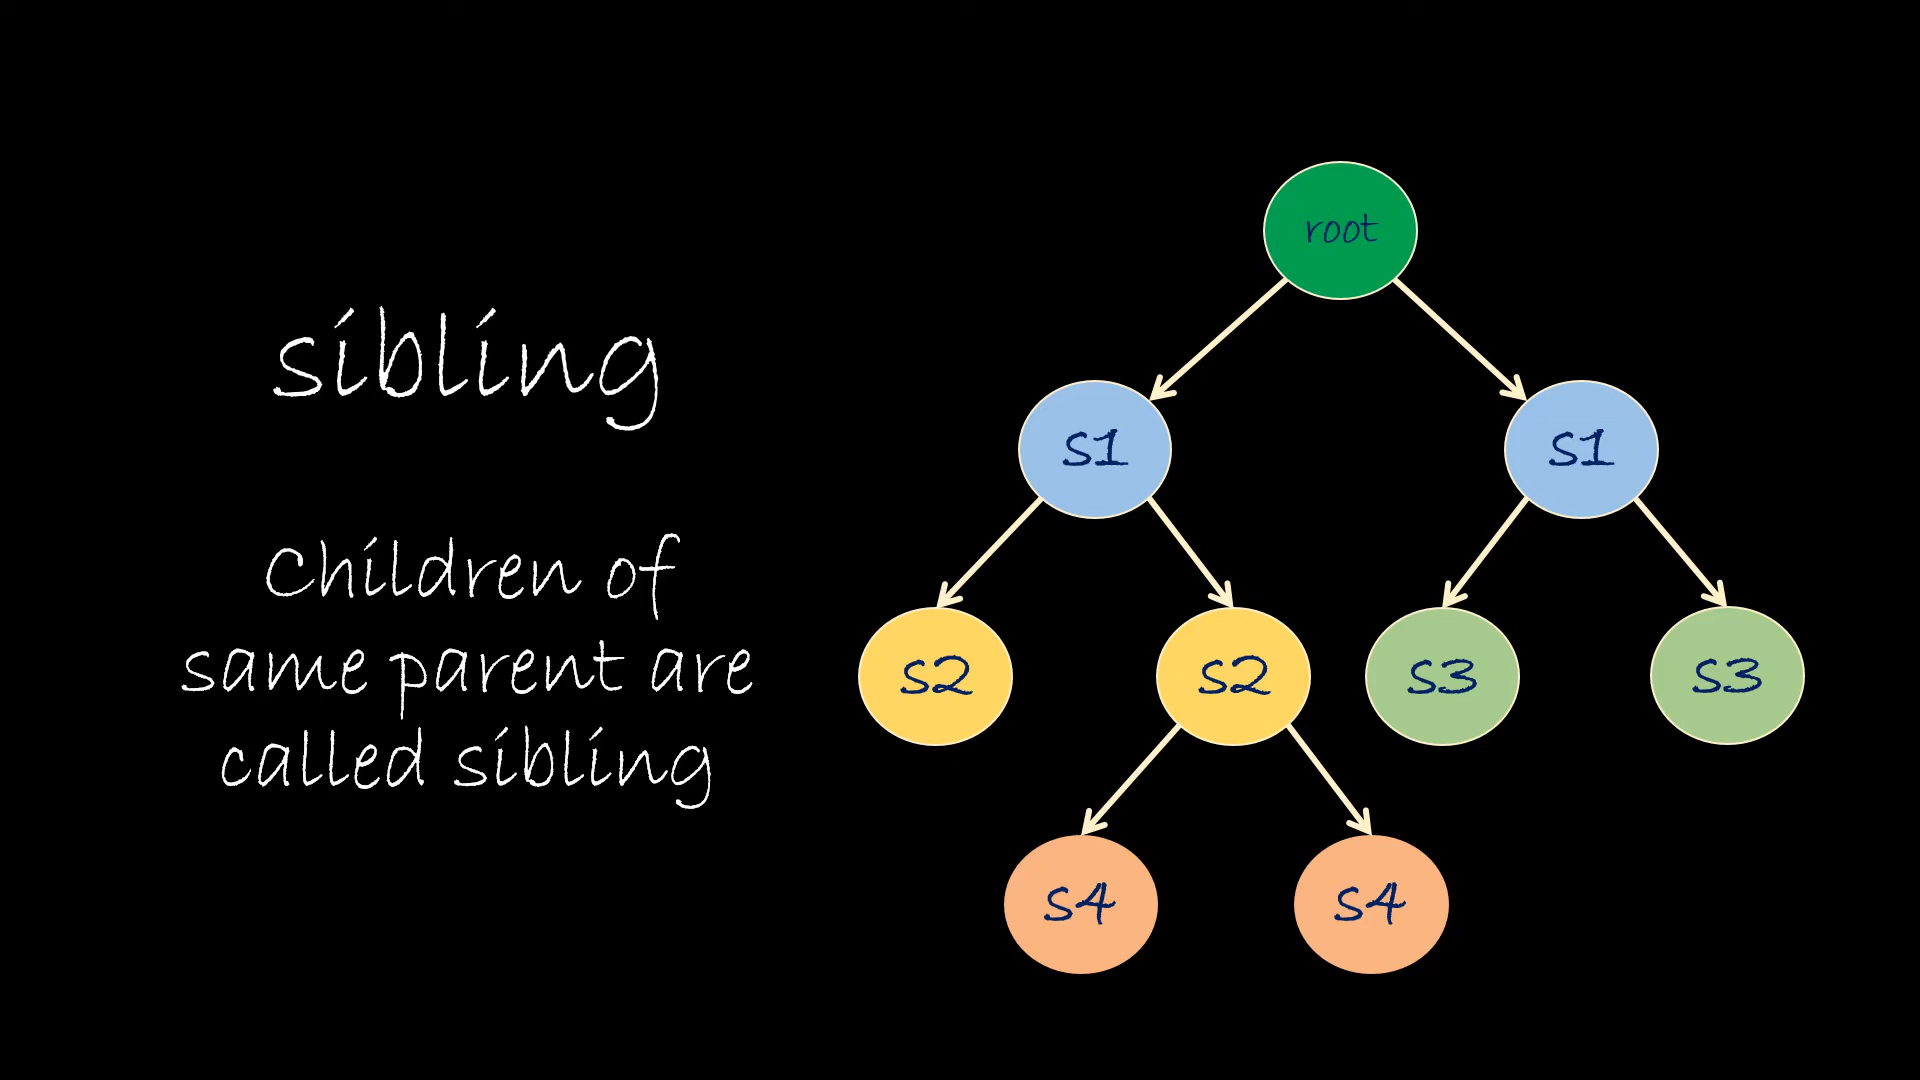 sibling
Children of
same parent are
called sibling
root
S1
S1
S2
S2
S3
S3
S4
S4